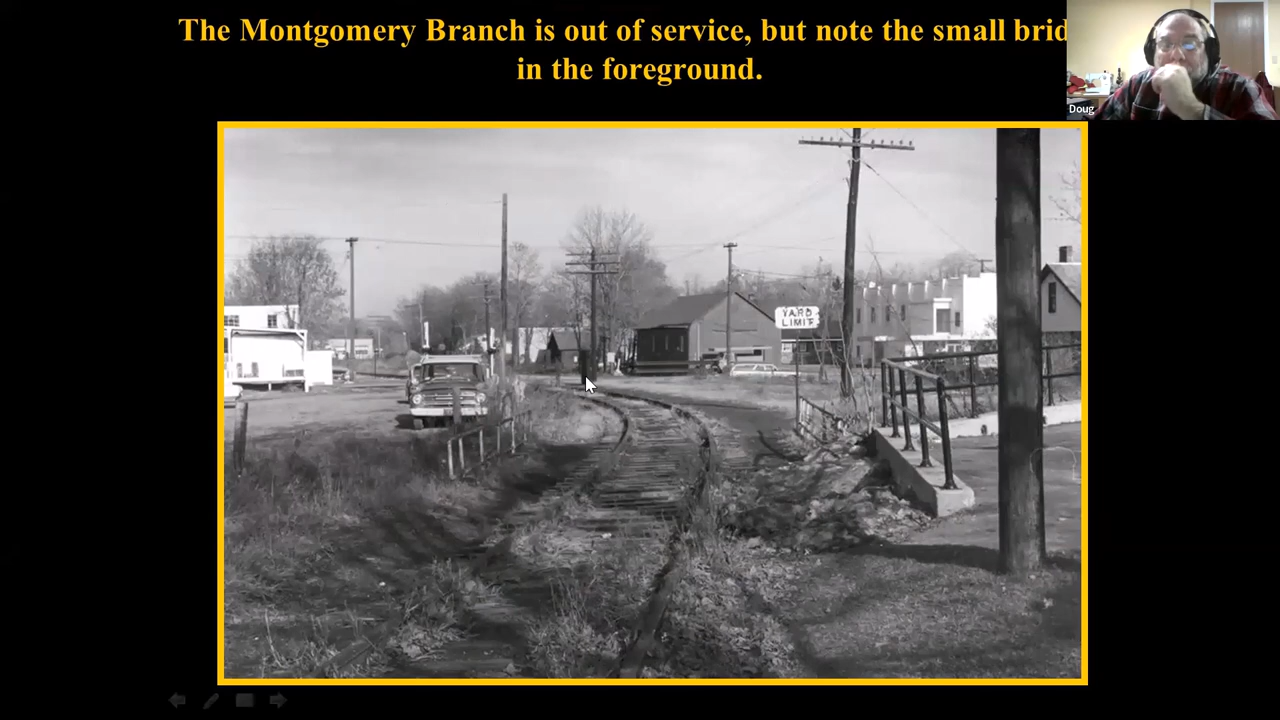 The Montgomery Branch is out of service, but note the small brid
in the foreground.
Doug
YARD
LIMIT